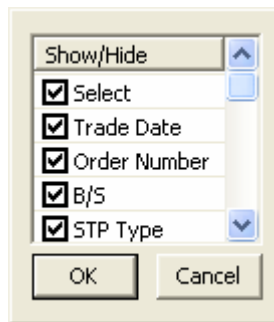 Show/Hide
Select
Trade Date
Order Number
B/S
STP Type
OK Cancel